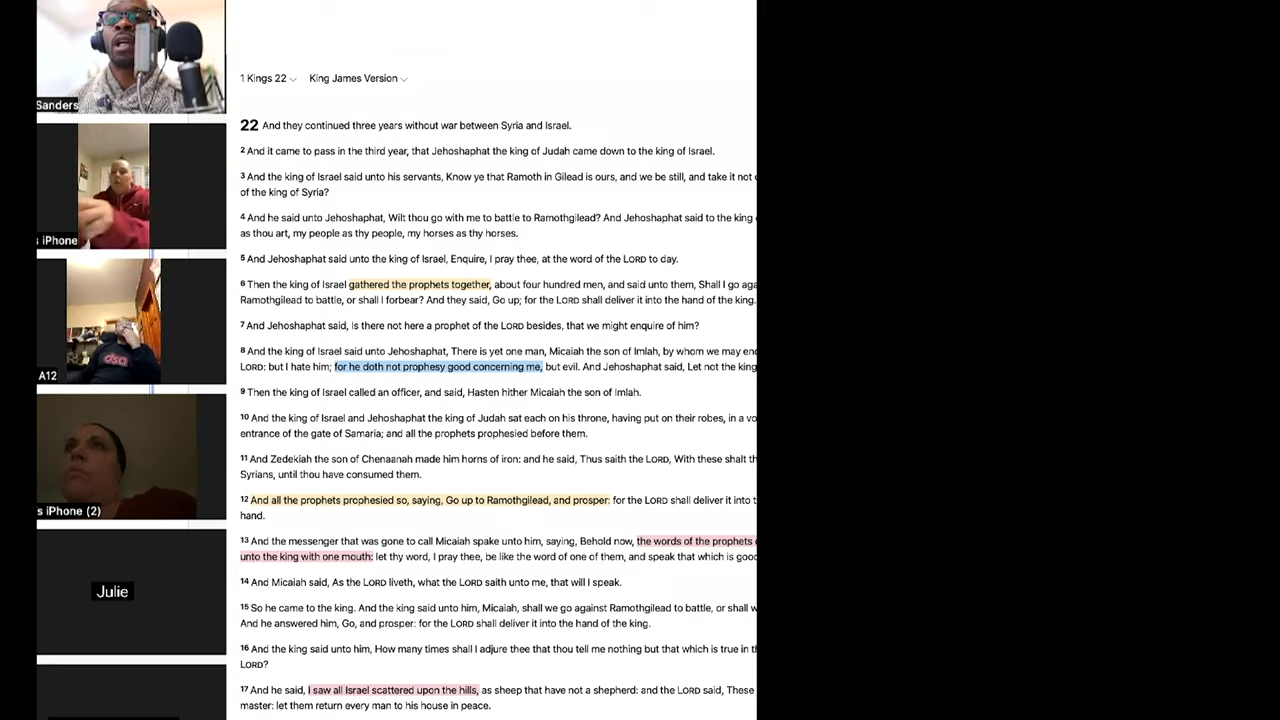 1 Kings 22 King James Version
Sanders
22 And they continued three years without war between Syria and Israel.
2 And it came to pass in the third year, that Jehoshaphat the king of Judah came down to the king of Israel.
3 And the king of Israel said unto his servants, Know ye that Ramoth in Gilead is ours, and we be still, and take it not
of the king of Syria?
4 And he said unto Jehoshaphat, Wilt thou go with me to battle to Ramothgilead? And Jehoshaphat said to the king
as thou art, my people as thy people, my horses as thy horses.
s iPhone
5 And Jehoshaphat said unto the king of Israel, Enquire, I pray thee, at the word of the LORD to day.
6 Then the king of Israel gathered the prophets together, about four hundred men, and said unto them, Shall I go aga
Ramothgilead to battle, or shall I forbear? And they said, Go up; for the LORD shall deliver it into the hand of the king.
7 And Jehoshaphat said, Is there not here a prophet of the LORD besides, that we might enquire of him?
8 And the king of Israel said unto Jehoshaphat, There is yet one man, Micaiah the son of Imlah, by whom we may enq
LORD: but I hate him; for he doth not prophesy good concerning me, but evil. And Jehoshaphat said, Let not the king
dsa
A12
9 Then the king of Israel called an officer, and said, Hasten hither Micaiah the son of Imlah.
10 And the king of Israel and Jehoshaphat the king of Judah sat each on his throne, having put on their robes, in a vo
entrance of the gate of Samaria; and all the prophets prophesied before them.
11 And Zedekiah the son of Chenaanah made him horns of iron: and he said, Thus saith the LORD, With these shalt th
Syrians, until thou have consumed them.
12 And all the prophets prophesied so, saying, Go up to Ramothgilead, and prosper: for the LORD shall deliver it into t
hand.
s iPhone (2)
13 And the messenger that was gone to call Micaiah spake unto him, saying, Behold now, the words of the prophets
unto the king with one mouth: let thy word, I pray thee, be like the word of one of them, and speak that which is good
14 And Micaiah said, As the LORD liveth, what the LORD saith unto me, that will I speak.
Julie
15 So he came to the king. And the king said unto him, Micaiah, shall we go against Ramothgilead to battle, or shall w
And he answered him, Go, and prosper: for the LORD shall deliver it into the hand of the king.
16 And the king said unto him, How many times shall I adjure thee that thou tell me nothing but that which is true in th
LORD?
17 And he said, I saw all Israel scattered upon the hills, as sheep that have not a shepherd: and the LORD said, These
master: let them return every man to his house in peace.